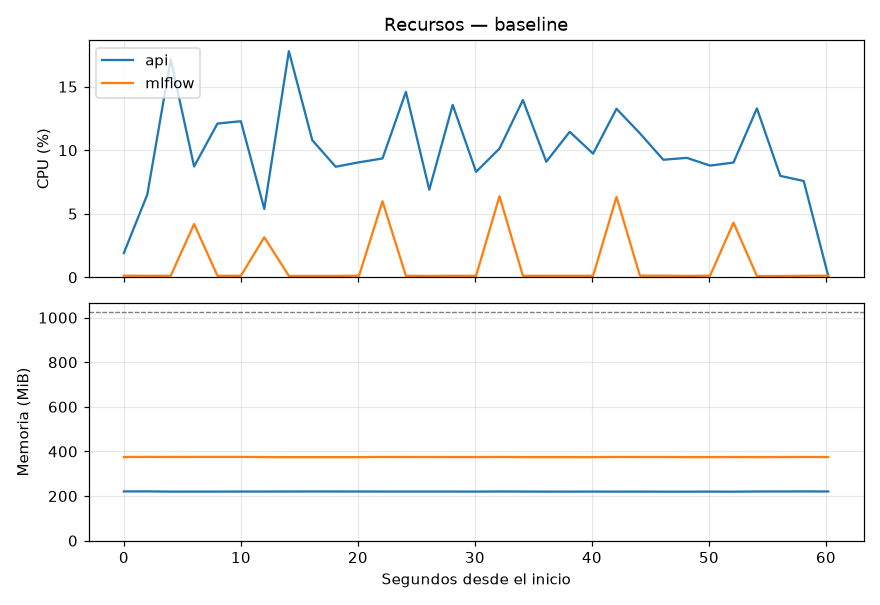 Recursos — baseline
api
mlflow
15
10
5
0
CPU (%)
1000
800
600
400
200
0
Memoria (MiB)
0 10 20 30 40 50 60
Segundos desde el inicio